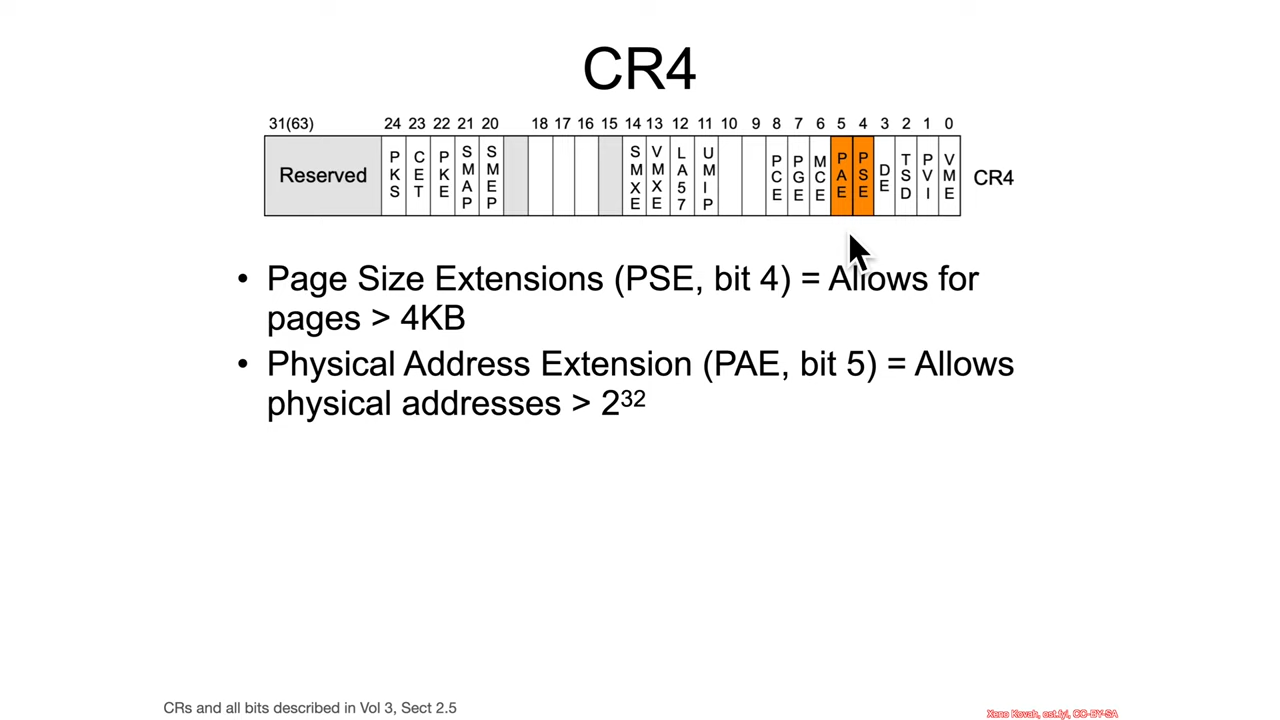 CR4
31(63) 24 23 22 21 20 18 17 16 15 14 13 12 11 10 9 8 7 6 5 4 3 2 1 0
Reserved PKS CET PKE SMAP SMEP SMXE VMXE LA57 UMIP PCE PGE MCE PAE PSE DE TSD PVI VME CR4
• Page Size Extensions (PSE, bit 4) = Allows for
pages > 4KB
• Physical Address Extension (PAE, bit 5) = Allows
physical addresses > 2³²
CRs and all bits described in Vol 3, Sect 2.5
Xeno Kovah, ost.fyi, CC-BY-SA